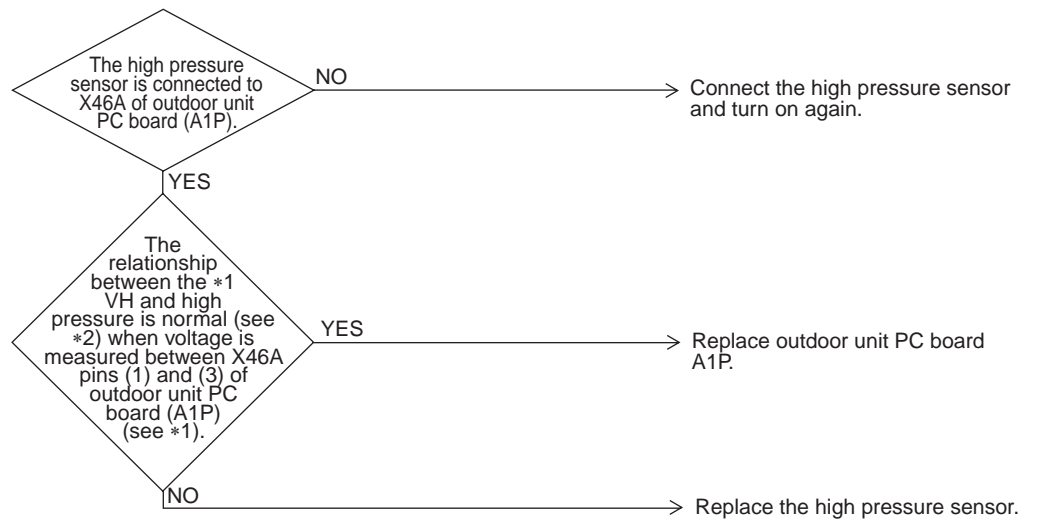 The high pressure
sensor is connected to
X46A of outdoor unit
PC board (A1P).
NO
Connect the high pressure sensor
and turn on again.
YES
The
relationship
between the *1
VH and high
pressure is normal (see
*2) when voltage is
measured between X46A
pins (1) and (3) of
outdoor unit PC
board (A1P)
(see *1).
YES
Replace outdoor unit PC board
A1P.
NO
Replace the high pressure sensor.